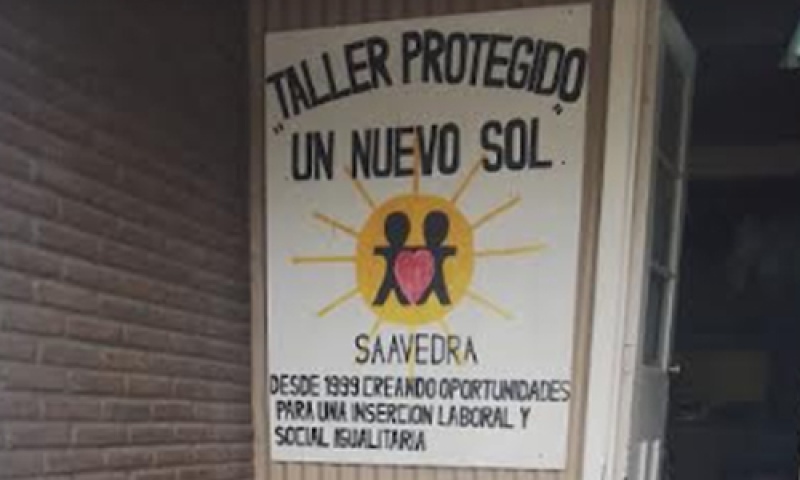 "TALLER PROTEGIDO"
UN NUEVO SOL
SAAVEDRA
DESDE 1999 CREANDO OPORTUNIDADES
PARA UNA INSERCION LABORAL Y
SOCIAL IGUALITARIA